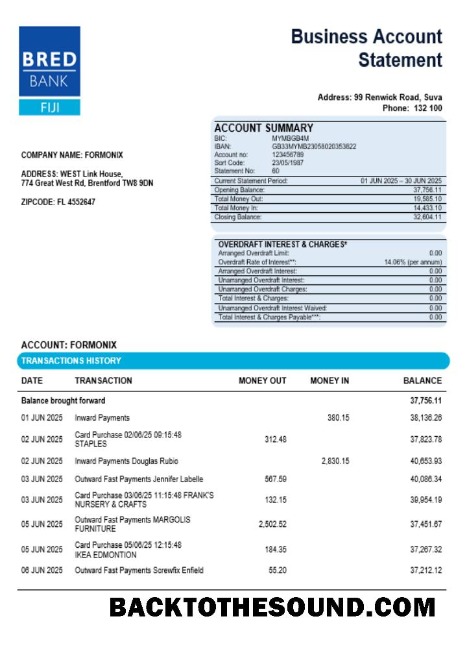 BRED
BANK
FIJI
Business Account
Statement
Address: 99 Renwick Road, Suva
Phone: 132 100
COMPANY NAME: FORMONIX
ADDRESS: WEST Link House,
774 Great West Rd, Brentford TW8 9DN
ZIPCODE: FL 4552647
ACCOUNT SUMMARY
BIC: MYMBGB4M
IBAN: GB33MYMB23058020353822
Account no: 123456789
Sort Code: 23/05/1987
Statement No: 60
Current Statement Period: 01 JUN 2025 – 30 JUN 2025
Opening Balance: 37,756.11
Total Money Out: 19,585.10
Total Money In: 14,433.10
Closing Balance: 32,604.11
OVERDRAFT INTEREST & CHARGES*
Arranged Overdraft Limit: 0.00
Overdraft Rate of Interest**: 14.06% (per annum)
Arranged Overdraft Interest: 0.00
Unarranged Overdraft Interest: 0.00
Unarranged Overdraft Charges: 0.00
Total Interest & Charges: 0.00
Unarranged Overdraft Interest Waived: 0.00
Total Interest & Charges Payable***: 0.00
ACCOUNT: FORMONIX
TRANSACTIONS HISTORY
DATE TRANSACTION MONEY OUT MONEY IN BALANCE
Balance brought forward 37,756.11
01 JUN 2025 Inward Payments 380.15 38,136.26
02 JUN 2025 Card Purchase 02/06/25 09:15:48 312.48 37,823.78
STAPLES
02 JUN 2025 Inward Payments Douglas Rubio 2,830.15 40,653.93
03 JUN 2025 Outward Fast Payments Jennifer Labelle 567.59 40,086.34
03 JUN 2025 Card Purchase 03/06/25 11:15:48 FRANK'S 132.15 39,954.19
NURSERY & CRAFTS
05 JUN 2025 Outward Fast Payments MARGOLIS 2,502.52 37,451.67
FURNITURE
05 JUN 2025 Card Purchase 05/06/25 12:15:48 184.35 37,267.32
IKEA EDMONTION
06 JUN 2025 Outward Fast Payments Screwfix Enfield 55.20 37,212.12
BACKTOTHESOUND.COM